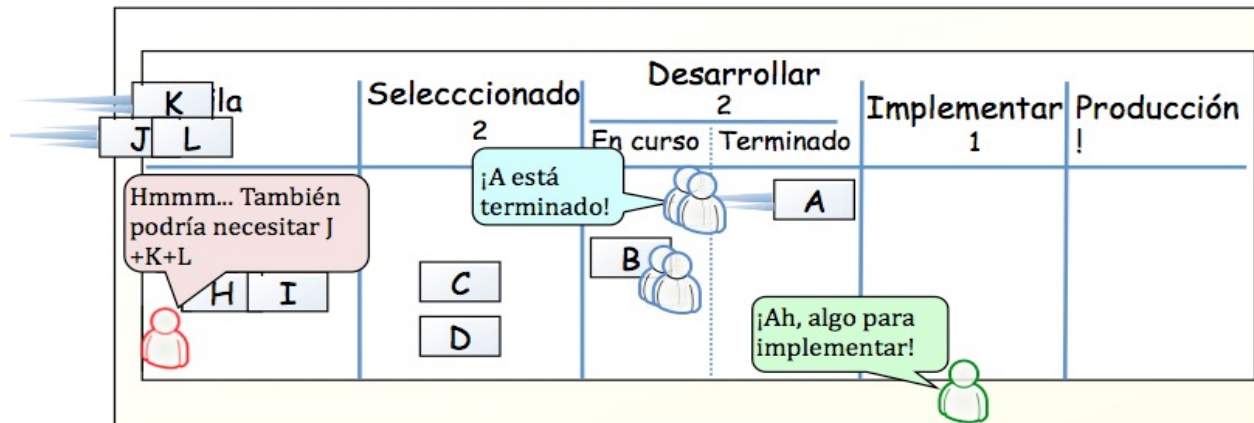 K
ila
J
L
Selecccionado
2
Desarrollar
2
En curso
Terminado
Implementar
1
Producción
!
Hmmm... También
podría necesitar J
+K+L
¡A está
terminado!
A
B
H
I
C
D
¡Ah, algo para
implementar!